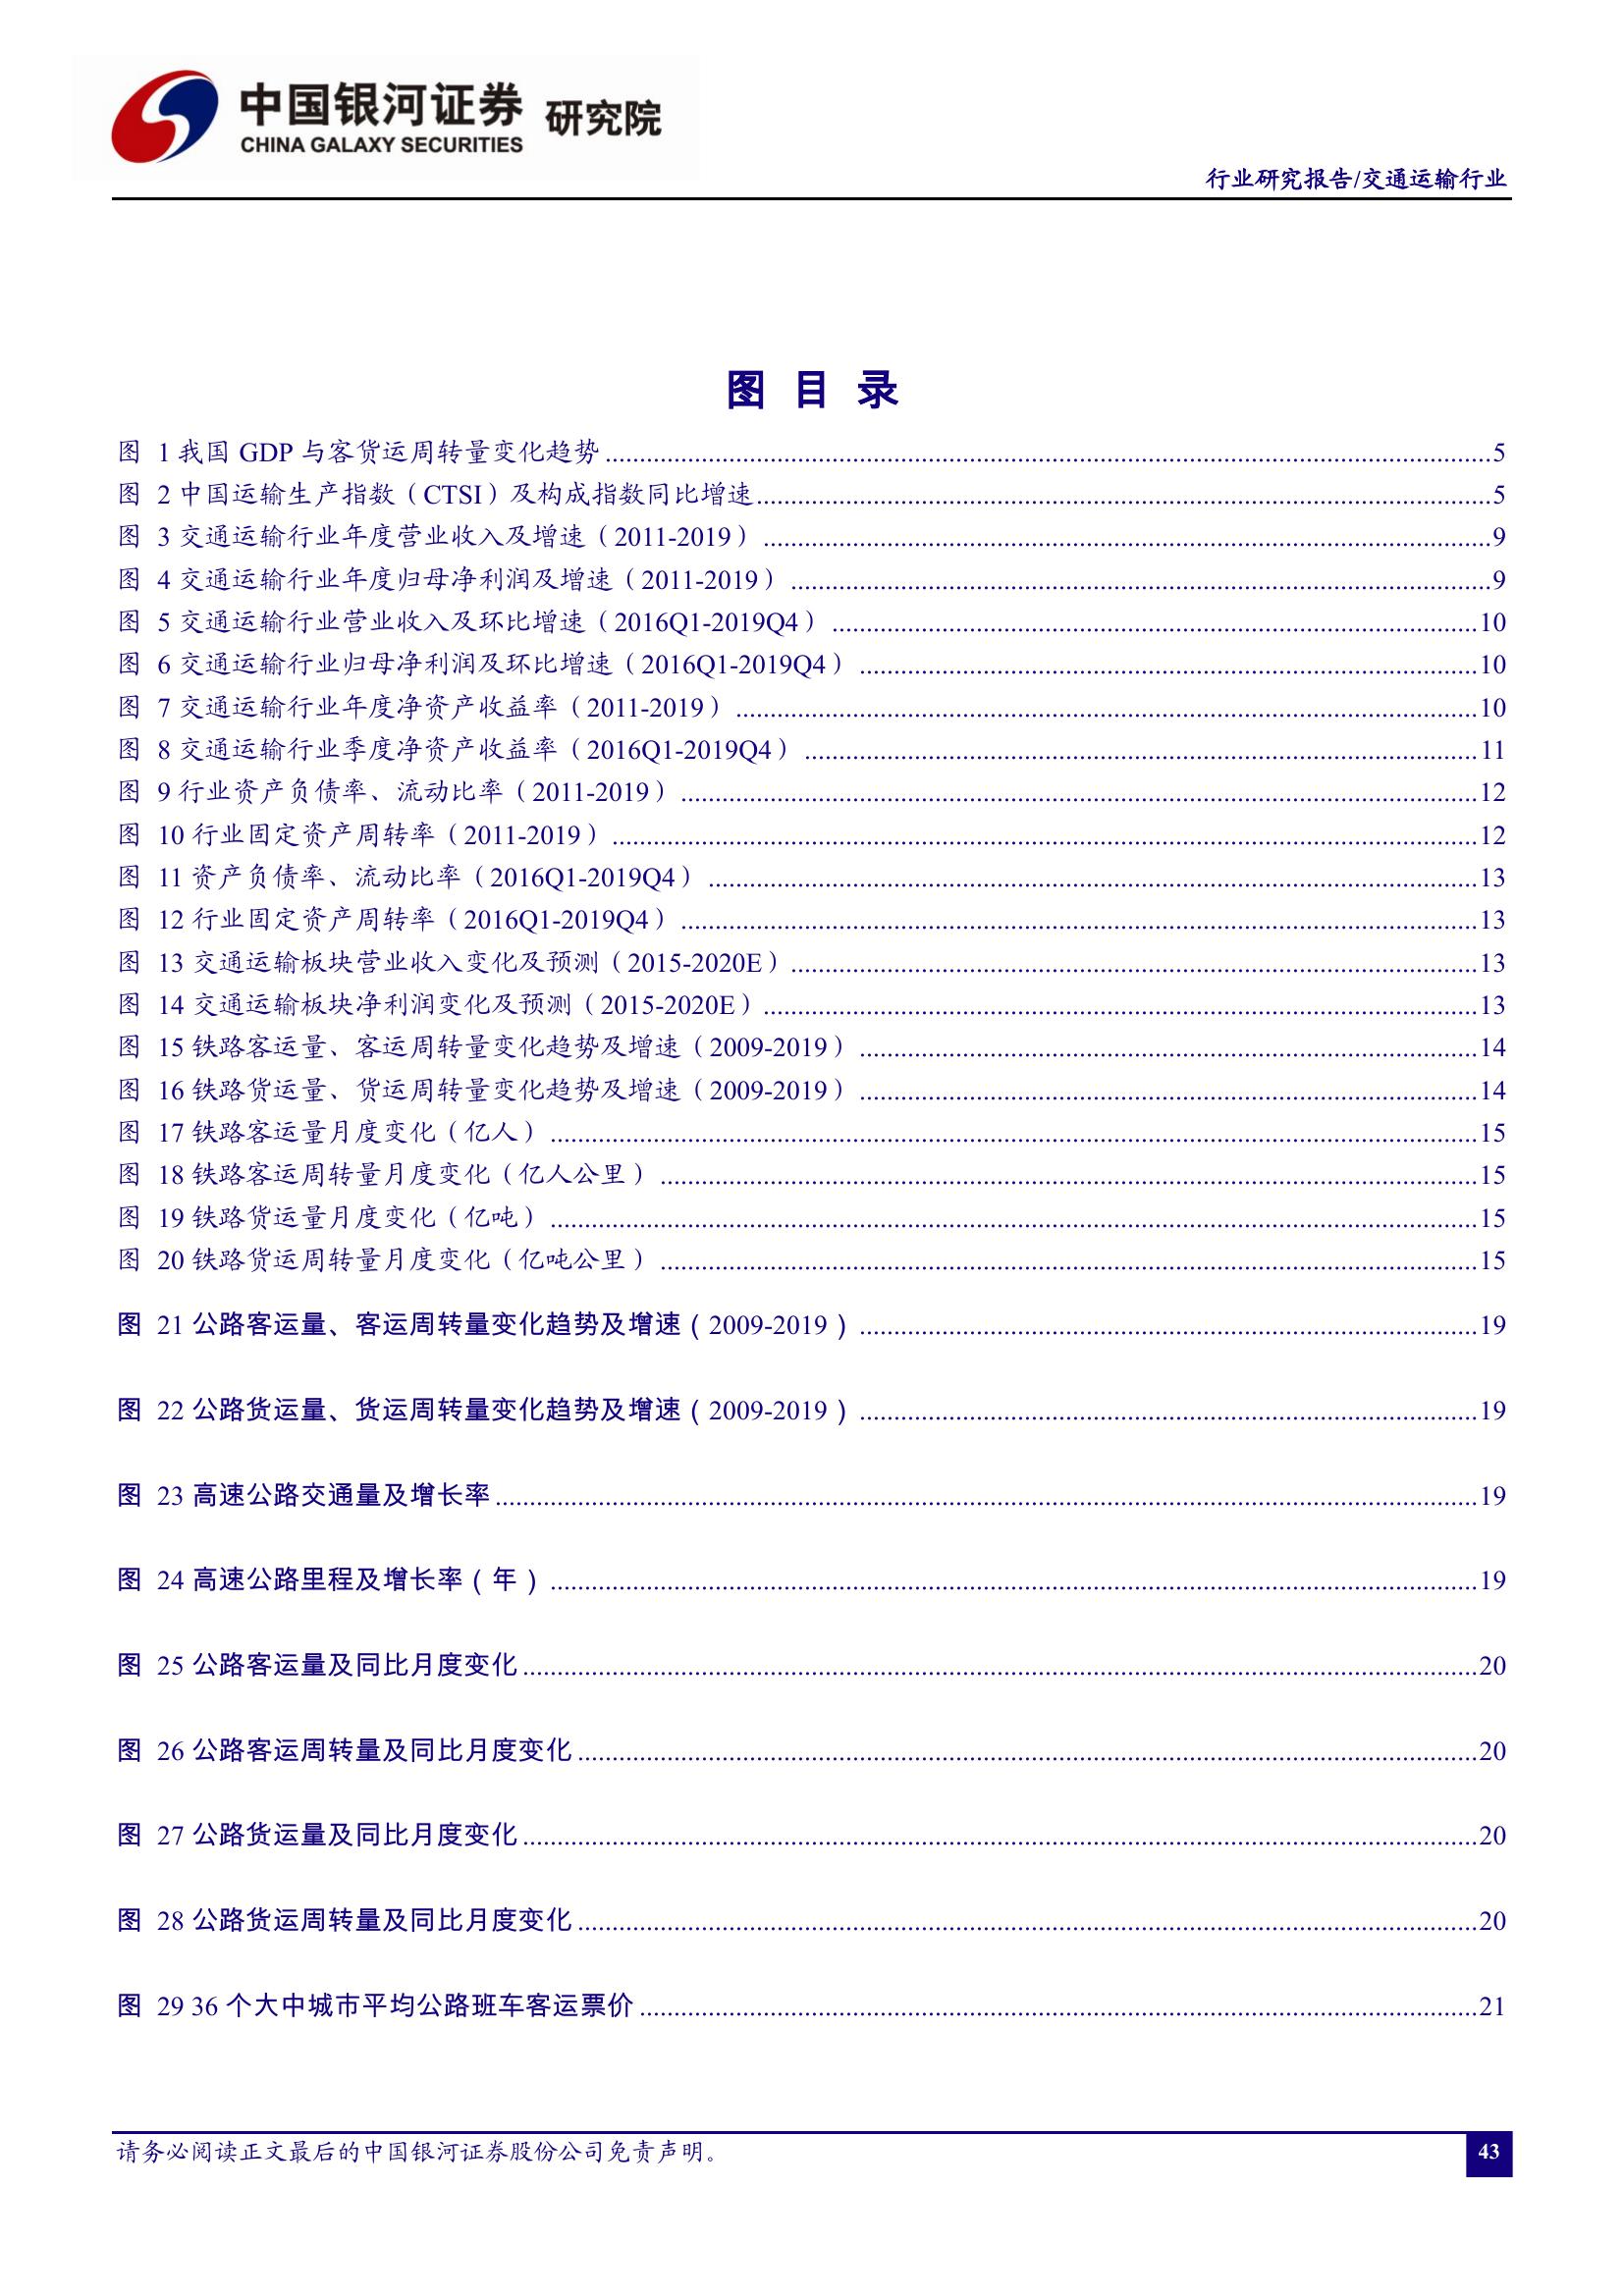 中国银河证券 研究院
CHINA GALAXY SECURITIES
行业研究报告/交通运输行业
图 目 录
图 1 我国 GDP 与客货运周转量变化趋势 5
图 2 中国运输生产指数（CTSI）及构成指数同比增速 5
图 3 交通运输行业年度营业收入及增速（2011-2019） 9
图 4 交通运输行业年度归母净利润及增速（2011-2019） 9
图 5 交通运输行业营业收入及环比增速（2016Q1-2019Q4） 10
图 6 交通运输行业归母净利润及环比增速（2016Q1-2019Q4） 10
图 7 交通运输行业年度净资产收益率（2011-2019） 10
图 8 交通运输行业季度净资产收益率（2016Q1-2019Q4） 11
图 9 行业资产负债率、流动比率（2011-2019） 12
图 10 行业固定资产周转率（2011-2019） 12
图 11 资产负债率、流动比率（2016Q1-2019Q4） 13
图 12 行业固定资产周转率（2016Q1-2019Q4） 13
图 13 交通运输板块营业收入变化及预测（2015-2020E） 13
图 14 交通运输板块净利润变化及预测（2015-2020E） 13
图 15 铁路客运量、客运周转量变化趋势及增速（2009-2019） 14
图 16 铁路货运量、货运周转量变化趋势及增速（2009-2019） 14
图 17 铁路客运量月度变化（亿人） 15
图 18 铁路客运周转量月度变化（亿人公里） 15
图 19 铁路货运量月度变化（亿吨） 15
图 20 铁路货运周转量月度变化（亿吨公里） 15
图 21 公路客运量、客运周转量变化趋势及增速（2009-2019） 19
图 22 公路货运量、货运周转量变化趋势及增速（2009-2019） 19
图 23 高速公路交通量及增长率 19
图 24 高速公路里程及增长率（年） 19
图 25 公路客运量及同比月度变化 20
图 26 公路客运周转量及同比月度变化 20
图 27 公路货运量及同比月度变化 20
图 28 公路货运周转量及同比月度变化 20
图 29 36 个大中城市平均公路班车客运票价 21
请务必阅读正文最后的中国银河证券股份公司免责声明。
43